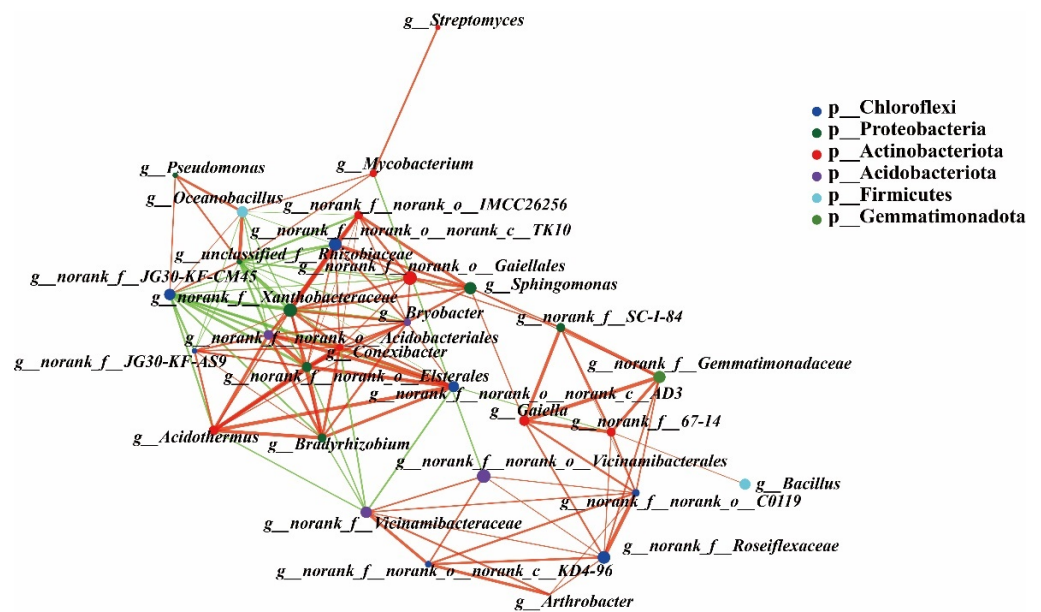 g__Streptomyces
p__Chloroflexi
p__Proteobacteria
p__Actinobacteriota
p__Acidobacteriota
p__Firmicutes
p__Gemmatimonadota
g__Pseudomonas
g__Mycobacterium
g__Oceanobacillus
g__norank_f__norank_o__IMCC26256
g__norank_f__norank_o__norank_c__TK10
g__unclassified_f__Rhizobiaceae
g__norank_f__norank_o__Gaiellales
g__norank_f__JG30-KF-CM45
g__Sphingomonas
g__norank_f__Xanthobacteraceae
g__Bryobacter
g__norank_f__SC-I-84
g__norank_f__norank_o__Acidobacteriales
g__Conexibacter
g__norank_f__JG30-KF-AS9
g__norank_f__Gemmatimonadaceae
g__norank_f__norank_o__Elsterales
g__norank_f__norank_o__norank_c__AD3
g__Gaiella
g__norank_f__67-14
g__Acidothermus
g__Bradyrhizobium
g__norank_f__norank_o__Vicinamibacterales
g__Bacillus
g__norank_f__norank_o__C0119
g__norank_f__Vicinamibacteraceae
g__norank_f__Roseiflexaceae
g__norank_f__norank_o__norank_c__KD4-96
g__Arthrobacter